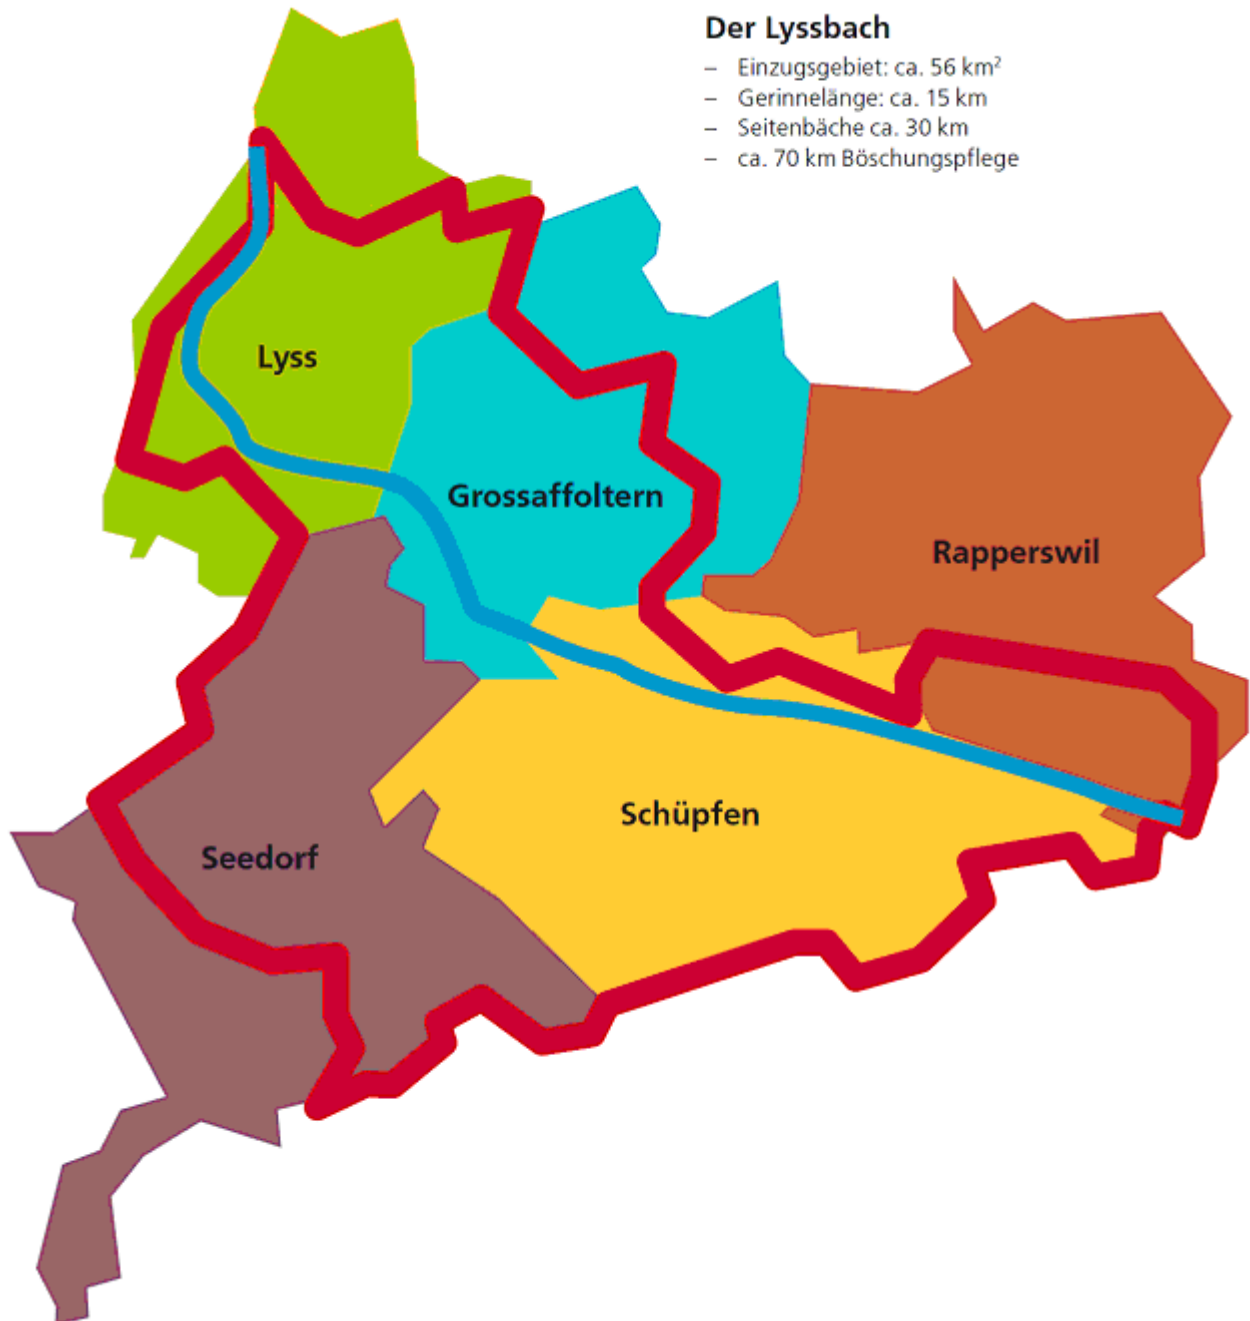 Der Lyssbach
– Einzugsgebiet: ca. 56 km²
– Gerinnelänge: ca. 15 km
– Seitenbäche ca. 30 km
– ca. 70 km Böschungspflege
Lyss
Grossaffoltern
Rapperswil
Schüpfen
Seedorf